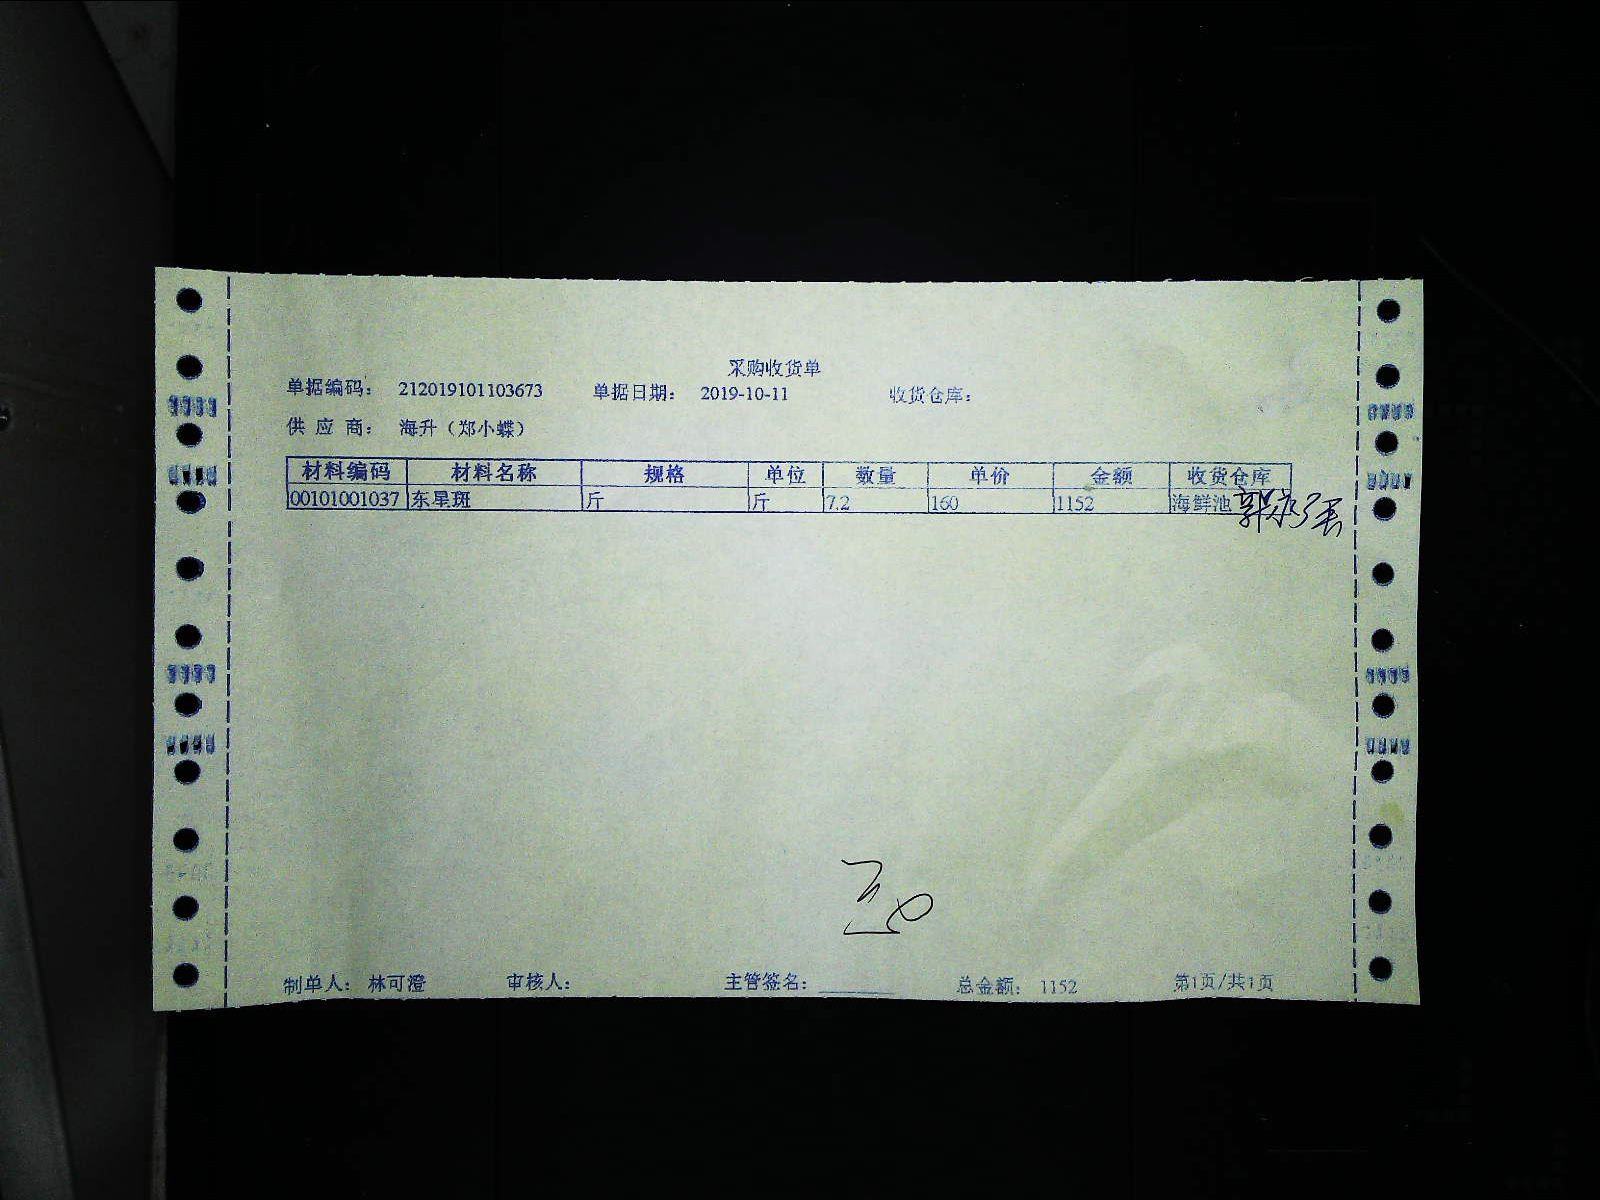 采购收货单
单据编码： 212019101103673 单据日期： 2019-10-11 收货仓库：
供 应 商： 海升（郑小蝶）
材料编码 材料名称 规格 单位 数量 单价 金额 收货仓库
00101001037 东星斑 斤 斤 7.2 160 1152 海鲜池
制单人： 林可澄 审核人： 主管签名： 总金额： 1152 第1页/共1页